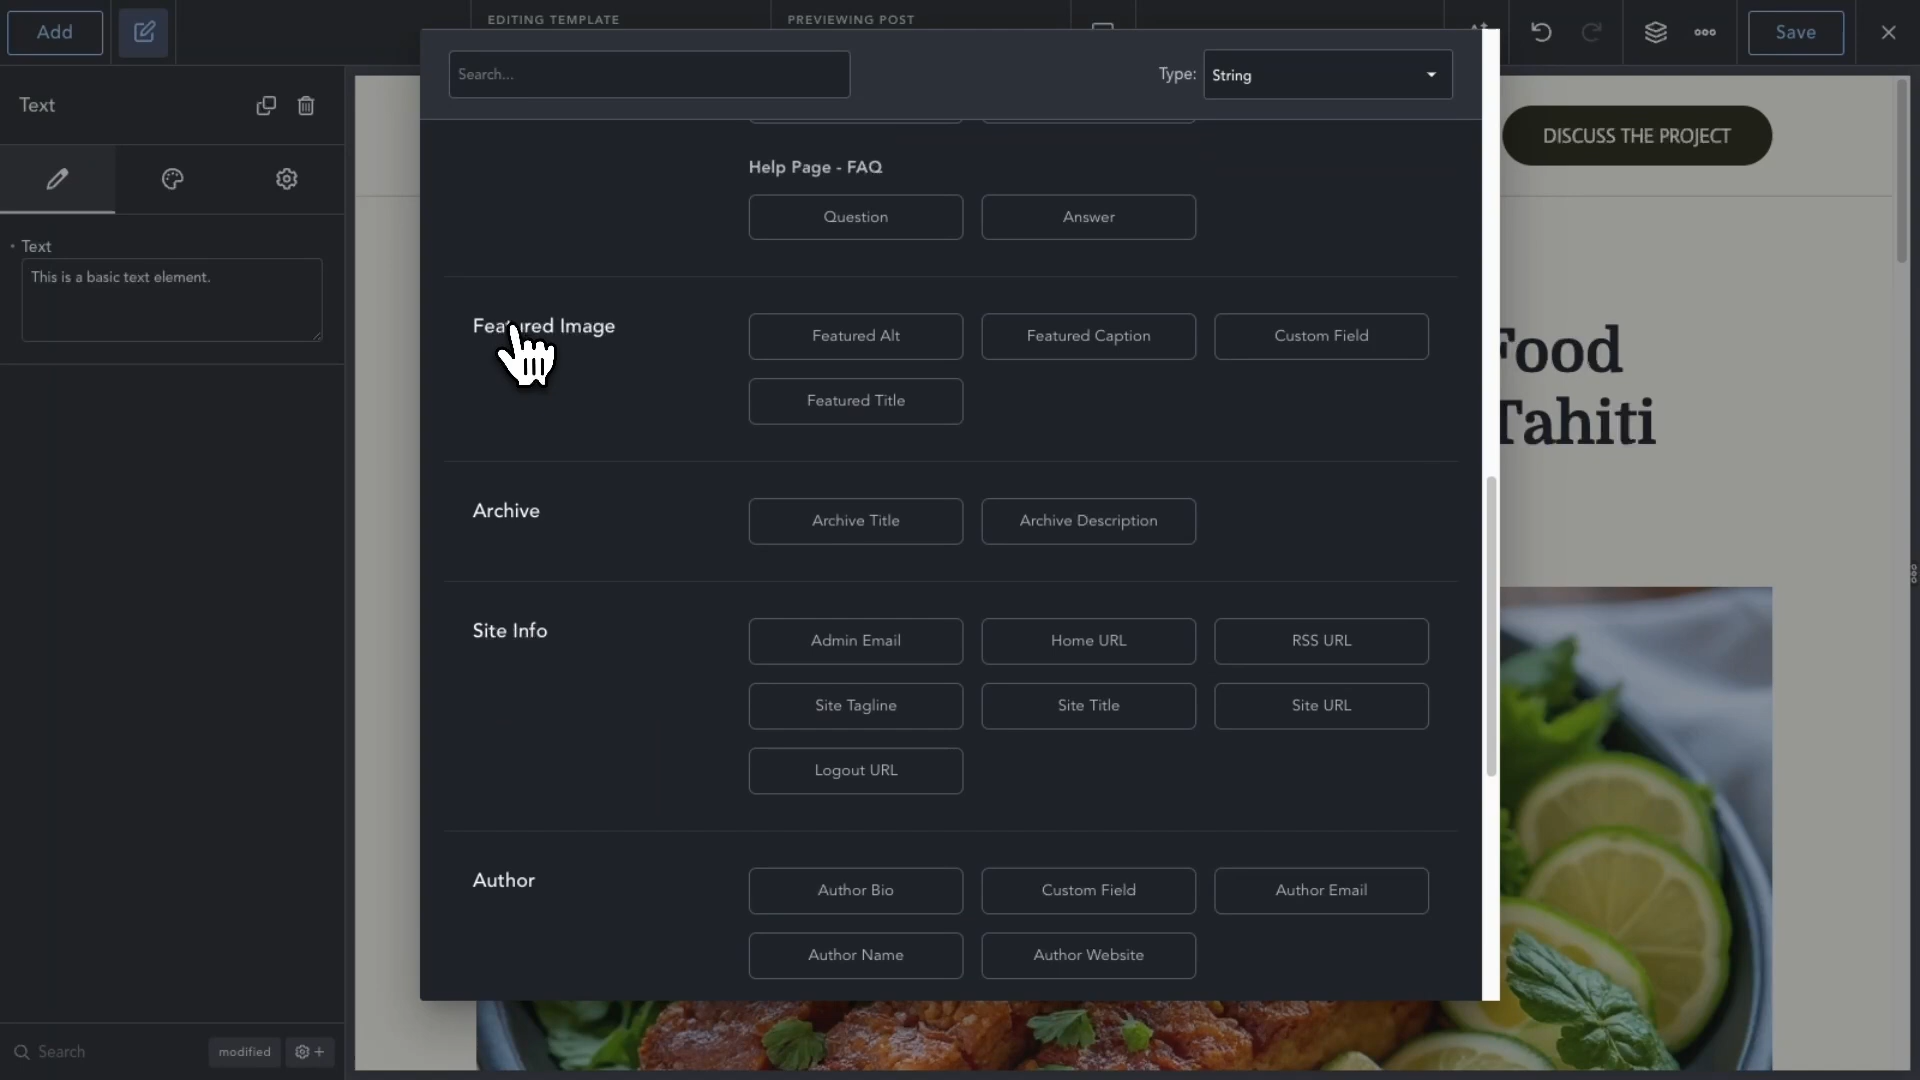 Add
EDITING TEMPLATE
PREVIEWING POST
Save
Search...
Type:
String
Text
DISCUSS THE PROJECT
Help Page - FAQ
Question
Answer
Text
This is a basic text element.
Featured Image
Featured Alt
Featured Caption
Custom Field
Featured Title
Food
Tahiti
Archive
Archive Title
Archive Description
Site Info
Admin Email
Home URL
RSS URL
Site Tagline
Site Title
Site URL
Logout URL
Author
Author Bio
Custom Field
Author Email
Author Name
Author Website
Search
modified